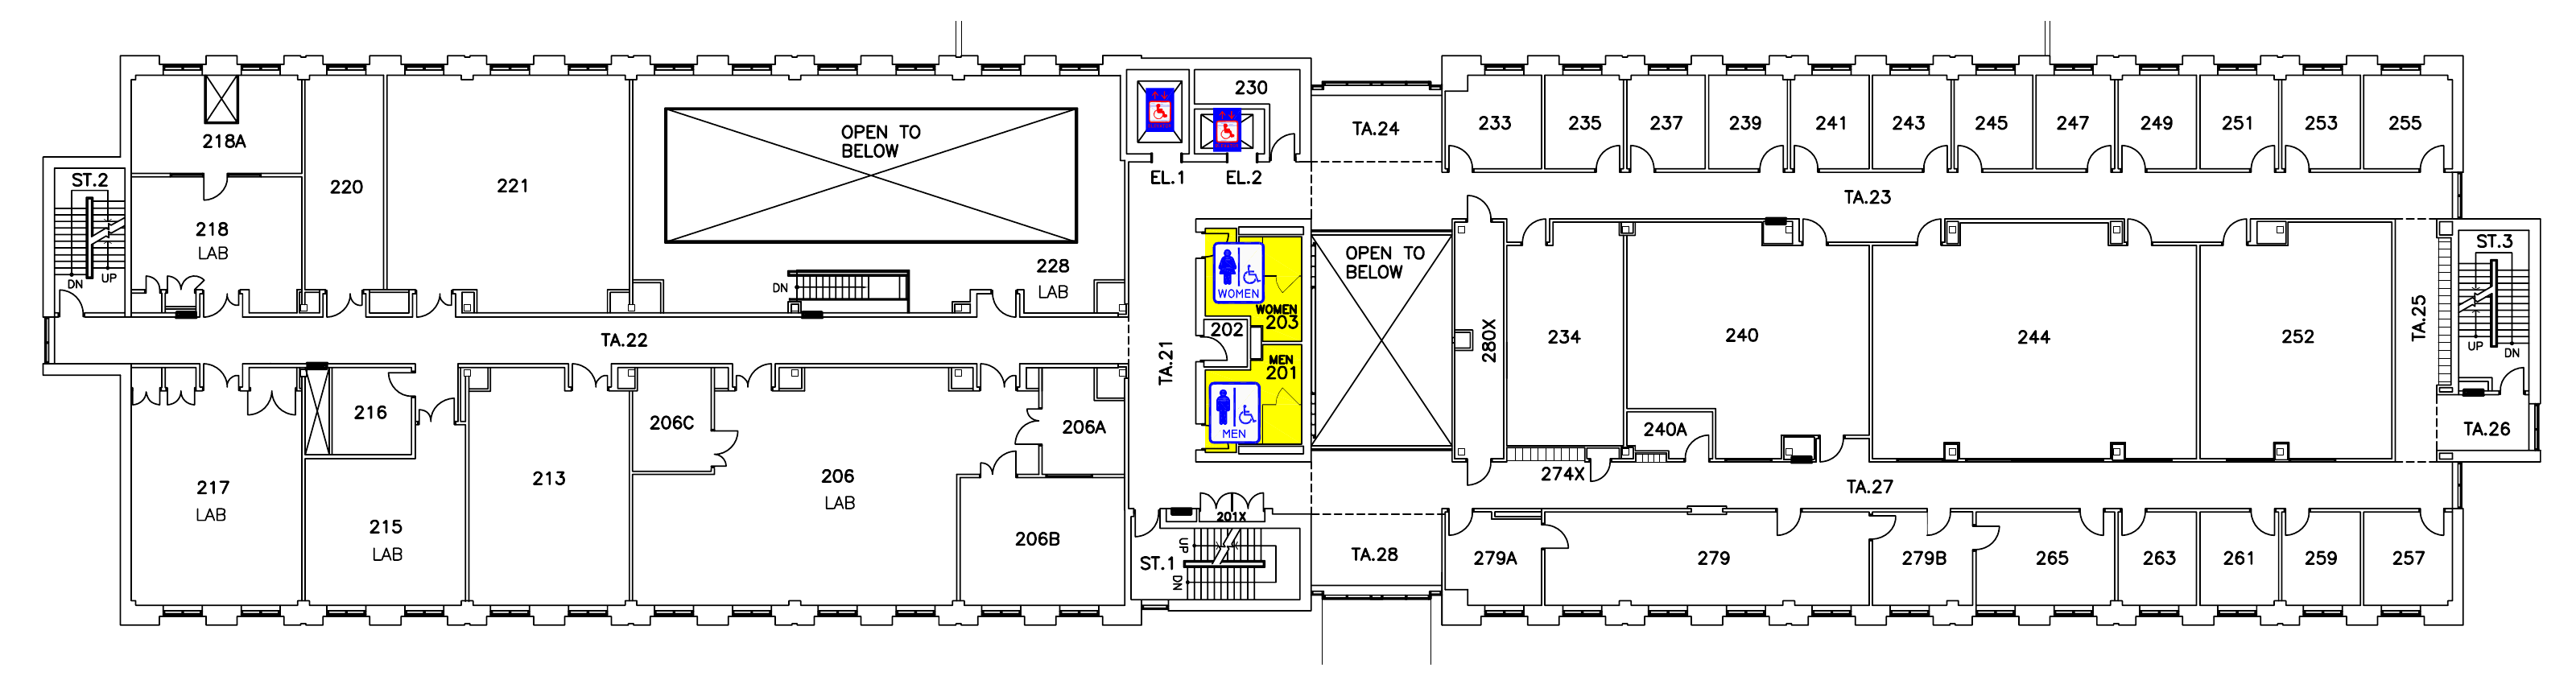 218A
220
221
OPEN TO
BELOW
230
EL.1
EL.2
TA.24
233
235
237
239
241
243
245
247
249
251
253
255
ST.2
DN
UP
218
LAB
228
LAB
DN
TA.23
WOMEN
WOMEN
203
202
MEN
201
MEN
OPEN TO
BELOW
280X
234
240
244
252
TA.25
ST.3
UP
DN
TA.22
TA.21
216
206C
206A
240A
TA.26
217
LAB
215
LAB
213
206
LAB
206B
274X
TA.27
201X
ST.1
UP
DN
TA.28
279A
279
279B
265
263
261
259
257